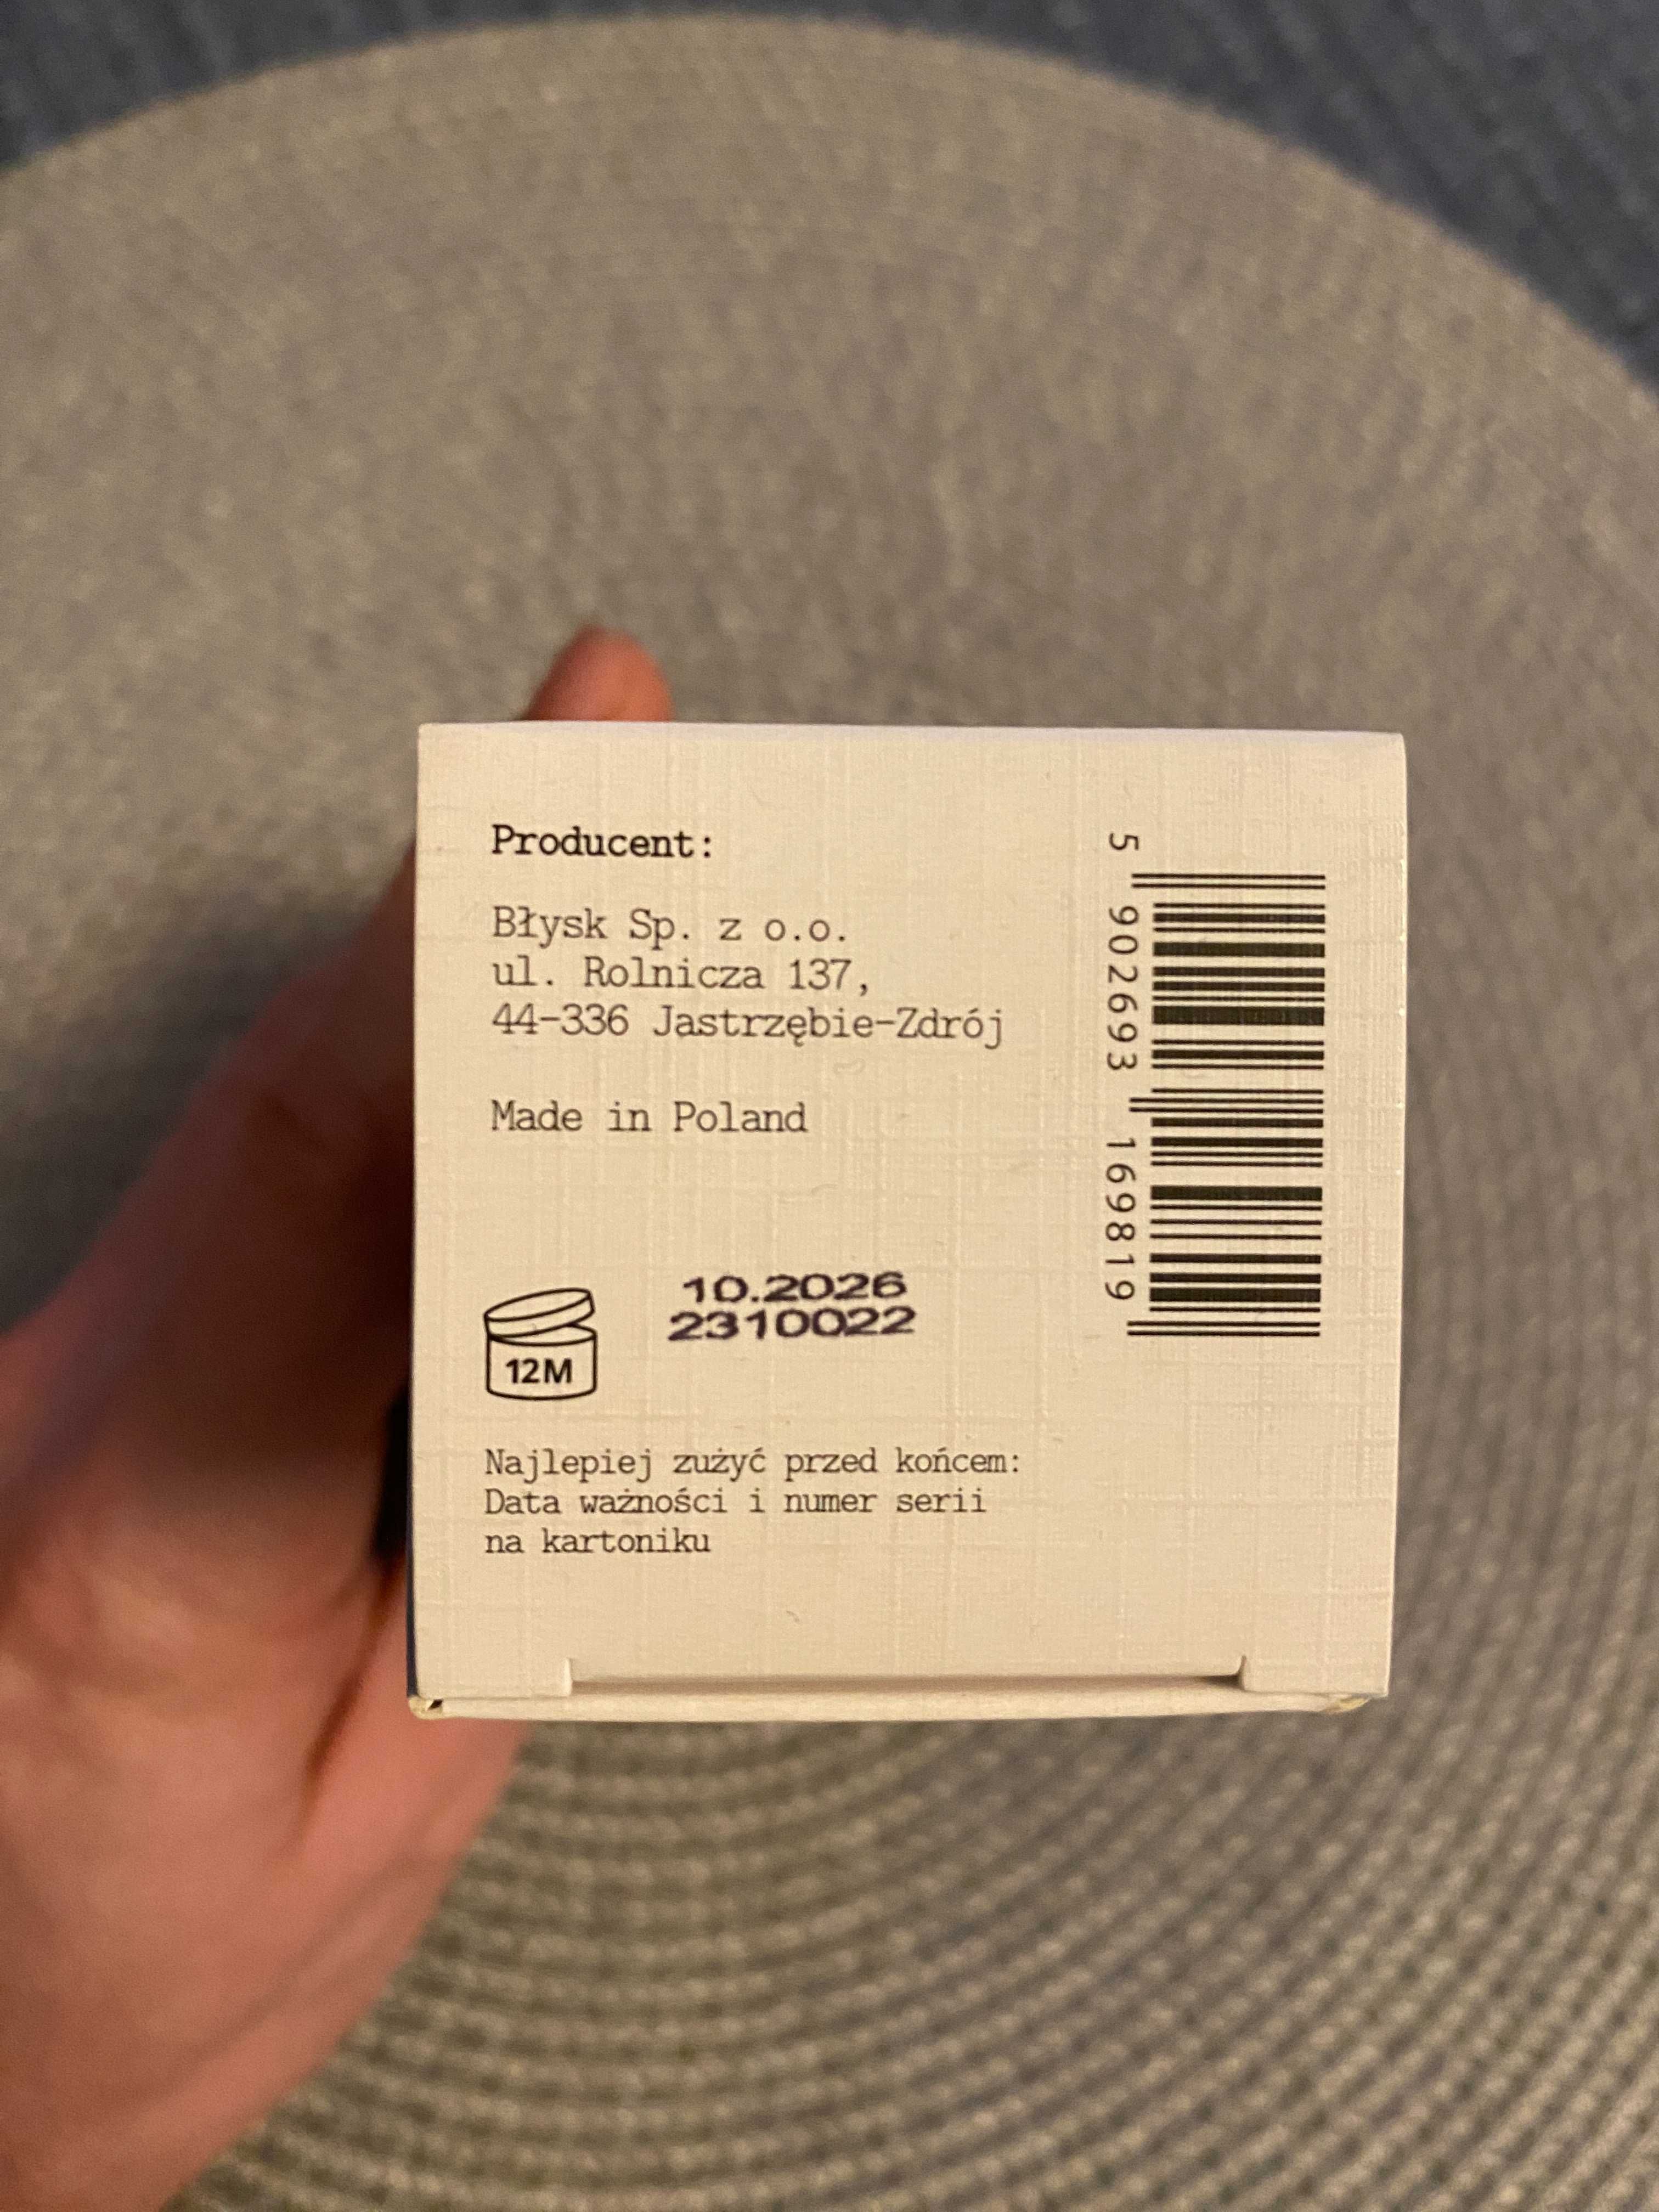 Producent:
Błysk Sp. z o.o.
ul. Rolnicza 137,
44-336 Jastrzębie-Zdrój
Made in Poland
10.2026
2310022
12M
Najlepiej zużyć przed końcem:
Data ważności i numer serii
na kartoniku
5 902693 169819